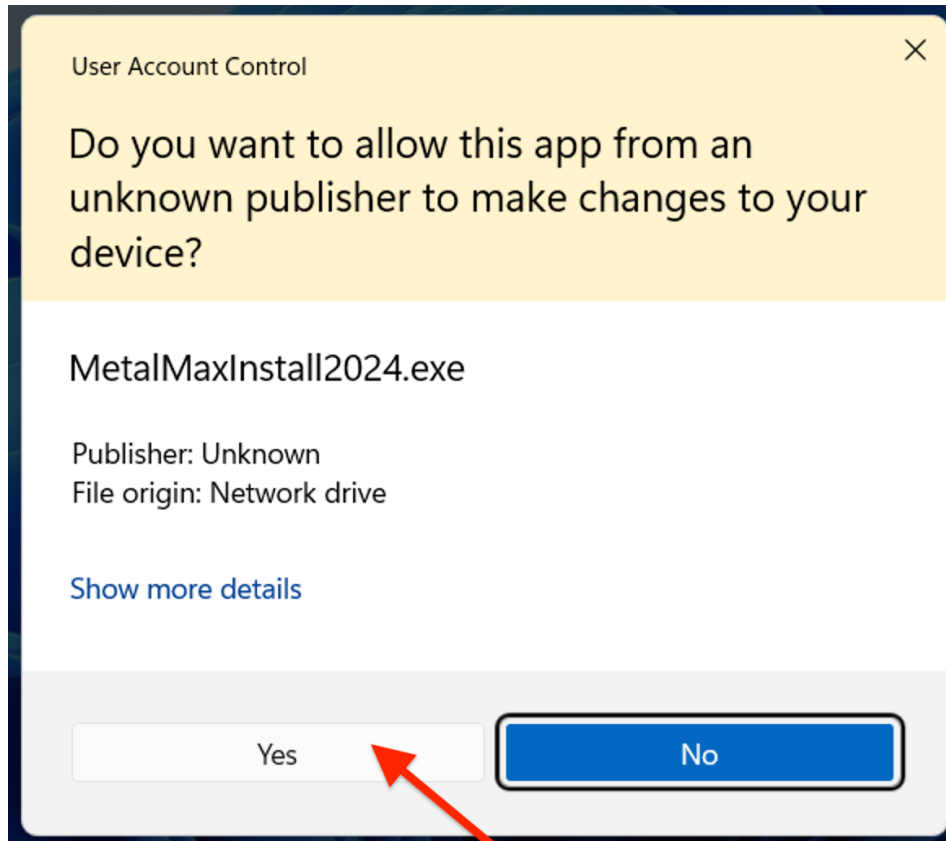 User Account Control
Do you want to allow this app from an
unknown publisher to make changes to your
device?
MetalMaxInstall2024.exe
Publisher: Unknown
File origin: Network drive
Show more details
Yes
No